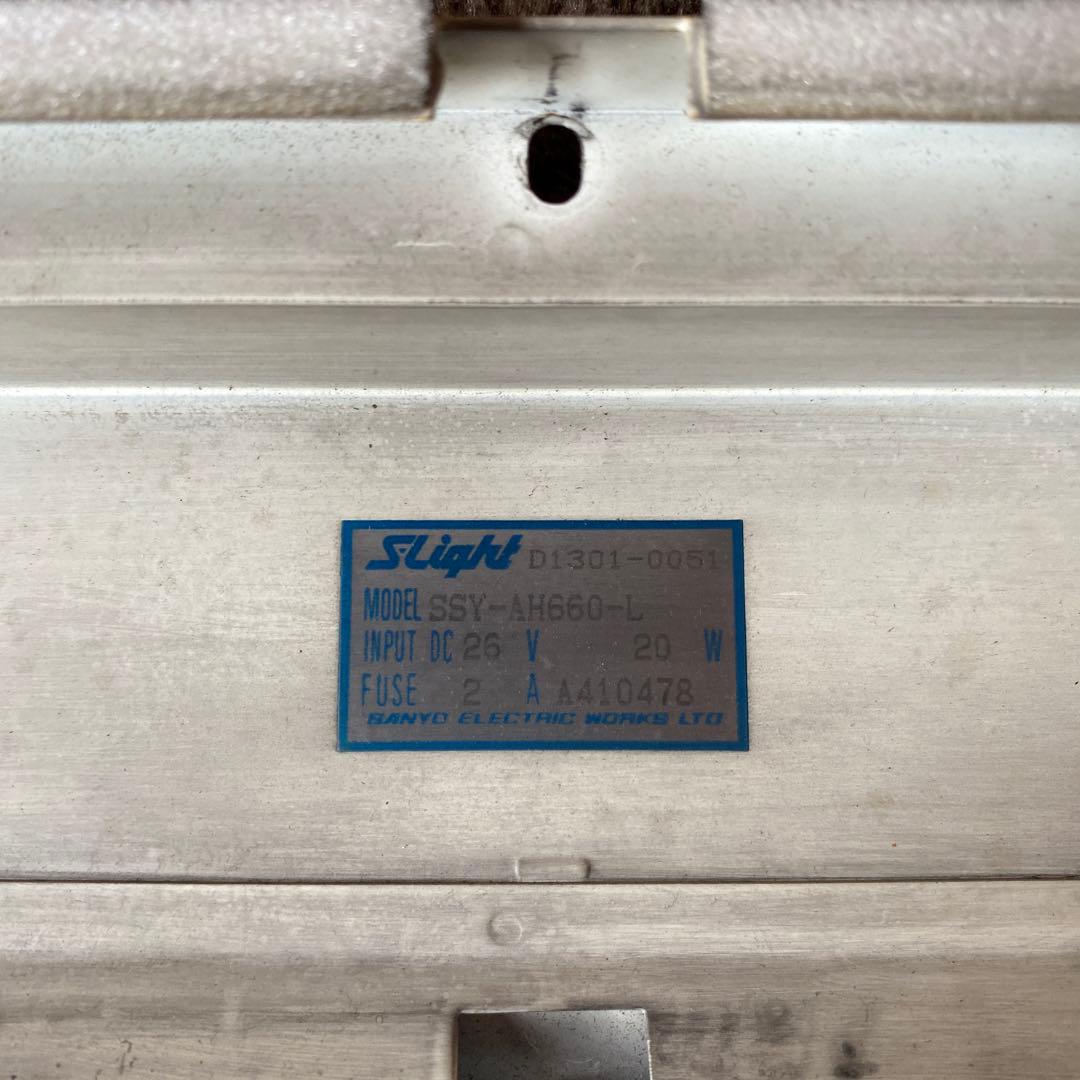 S-Light D1301-0051
MODEL SSY-AH660-L
INPUT DC 26 V 20 W
FUSE 2 A A410478
SANYO ELECTRIC WORKS LTD